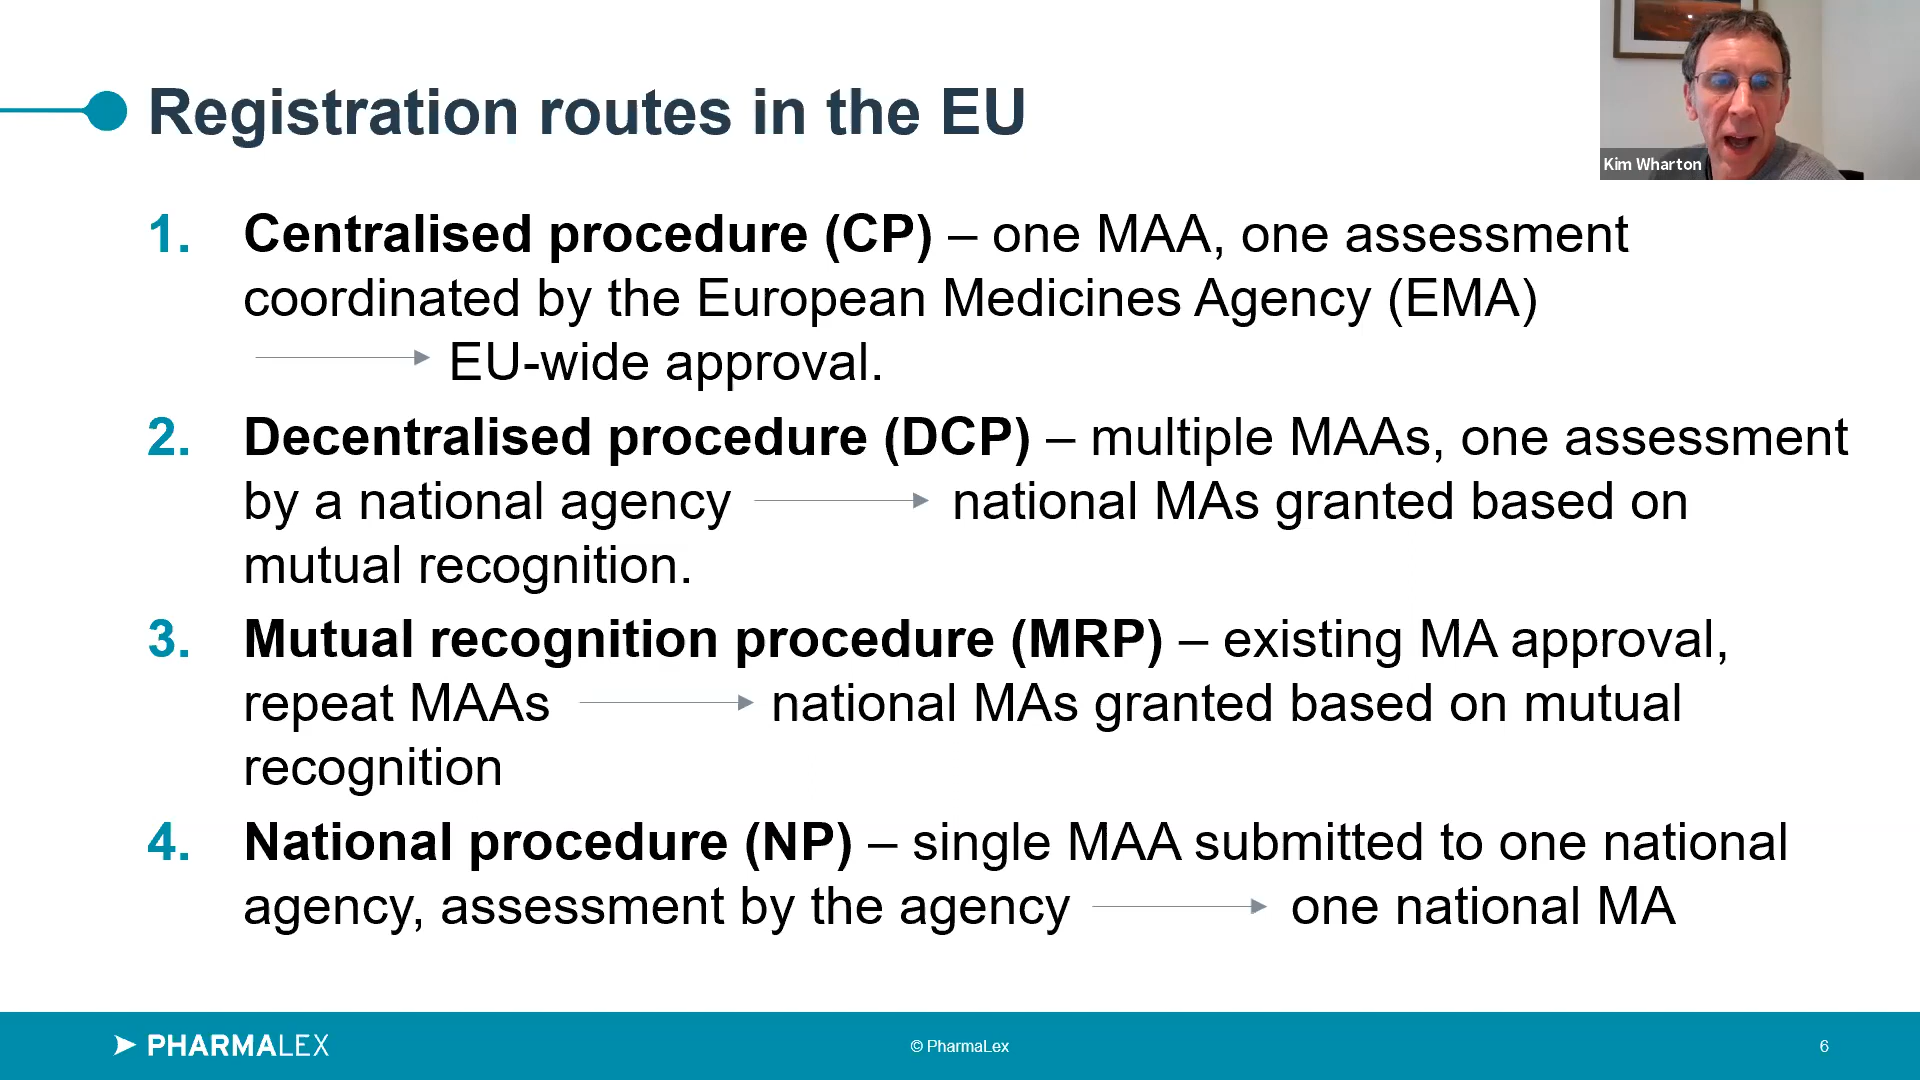 Registration routes in the EU
Kim Wharton
1. Centralised procedure (CP) – one MAA, one assessment
coordinated by the European Medicines Agency (EMA)
EU-wide approval.
2. Decentralised procedure (DCP) – multiple MAAs, one assessment
by a national agency national MAs granted based on
mutual recognition.
3. Mutual recognition procedure (MRP) – existing MA approval,
repeat MAAs national MAs granted based on mutual
recognition
4. National procedure (NP) – single MAA submitted to one national
agency, assessment by the agency one national MA
PHARMALEX
© PharmaLex
6